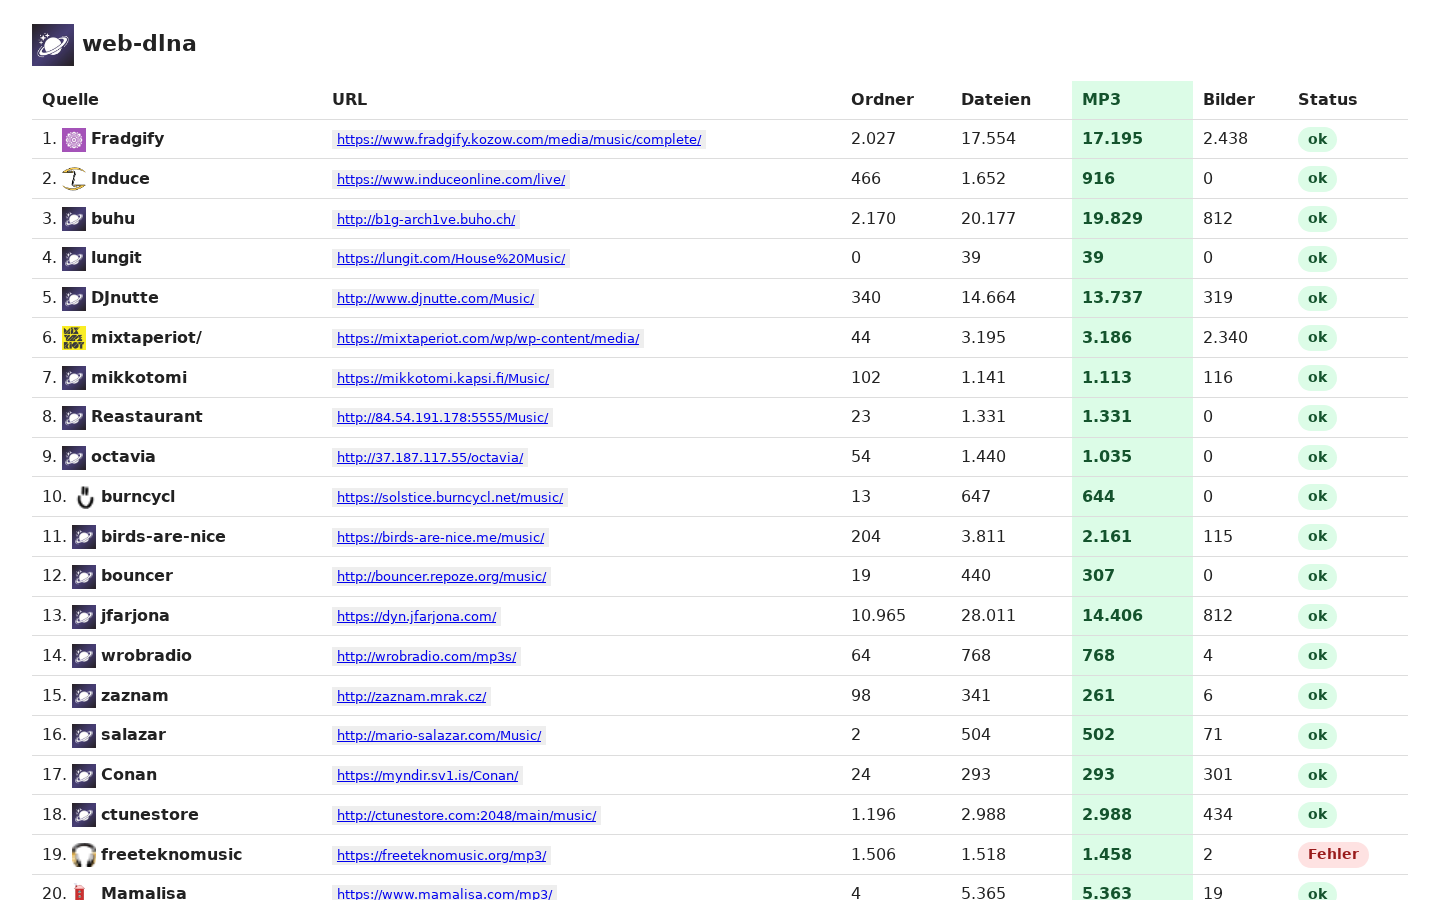 web-dlna
Quelle URL Ordner Dateien MP3 Bilder Status
1. Fradgify https://www.fradgify.kozow.com/media/music/complete/ 2.027 17.554 17.195 2.438 ok
2. Induce https://www.induceonline.com/live/ 466 1.652 916 0 ok
3. buhu http://b1g-arch1ve.buho.ch/ 2.170 20.177 19.829 812 ok
4. lungit https://lungit.com/House%20Music/ 0 39 39 0 ok
5. DJnutte http://www.djnutte.com/Music/ 340 14.664 13.737 319 ok
6. mixtaperiot/ https://mixtaperiot.com/wp/wp-content/media/ 44 3.195 3.186 2.340 ok
7. mikkotomi https://mikkotomi.kapsi.fi/Music/ 102 1.141 1.113 116 ok
8. Reastaurant http://84.54.191.178:5555/Music/ 23 1.331 1.331 0 ok
9. octavia http://37.187.117.55/octavia/ 54 1.440 1.035 0 ok
10. burncycl https://solstice.burncycl.net/music/ 13 647 644 0 ok
11. birds-are-nice https://birds-are-nice.me/music/ 204 3.811 2.161 115 ok
12. bouncer http://bouncer.repoze.org/music/ 19 440 307 0 ok
13. jfarjona https://dyn.jfarjona.com/ 10.965 28.011 14.406 812 ok
14. wrobradio http://wrobradio.com/mp3s/ 64 768 768 4 ok
15. zaznam http://zaznam.mrak.cz/ 98 341 261 6 ok
16. salazar http://mario-salazar.com/Music/ 2 504 502 71 ok
17. Conan https://myndir.sv1.is/Conan/ 24 293 293 301 ok
18. ctunestore http://ctunestore.com:2048/main/music/ 1.196 2.988 2.988 434 ok
19. freeteknomusic https://freeteknomusic.org/mp3/ 1.506 1.518 1.458 2 Fehler
20. Mamalisa https://www.mamalisa.com/mp3/ 4 5.365 5.363 19 ok